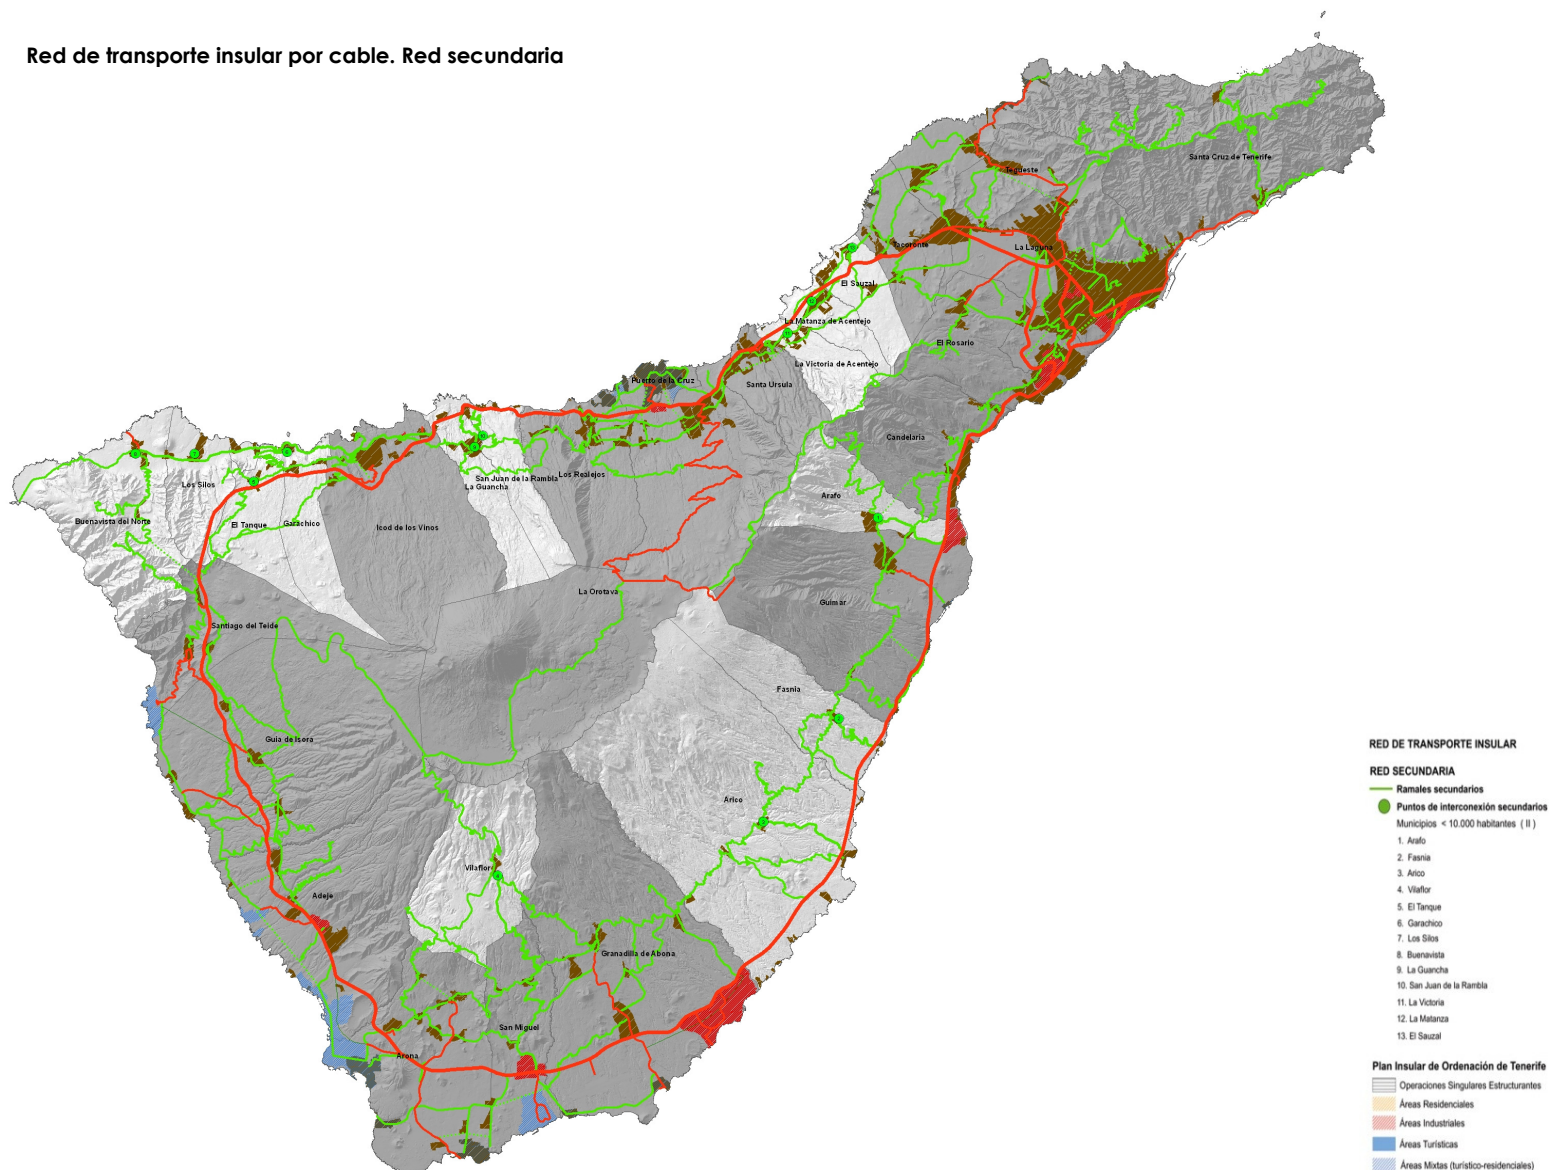 Red de transporte insular por cable. Red secundaria
Santa Cruz de Tenerife
Tegueste
Tacoronte
La Laguna
El Sauzal
La Matanza de Acentejo
El Rosario
La Victoria de Acentejo
Puerto de la Cruz
Santa Ursula
Candelaria
Los Realejos
San Juan de la Rambla
La Guancha
Los Silos
Arafo
Buenavista del Norte
El Tanque
Garachico
Icod de los Vinos
La Orotava
Guimar
Santiago del Teide
Fasnia
Guia de Isora
Arico
Vilaflor
Adeje
Granadilla de Abona
San Miguel
Arona
RED DE TRANSPORTE INSULAR
RED SECUNDARIA
Ramales secundarios
Puntos de interconexión secundarios
Municipios < 10.000 habitantes ( II )
1. Arafo
2. Fasnia
3. Arico
4. Vilaflor
5. El Tanque
6. Garachico
7. Los Silos
8. Buenavista
9. La Guancha
10. San Juan de la Rambla
11. La Victoria
12. La Matanza
13. El Sauzal
Plan Insular de Ordenación de Tenerife
Operaciones Singulares Estructurantes
Áreas Residenciales
Áreas Industriales
Áreas Turísticas
Áreas Mixtas (turístico-residenciales)